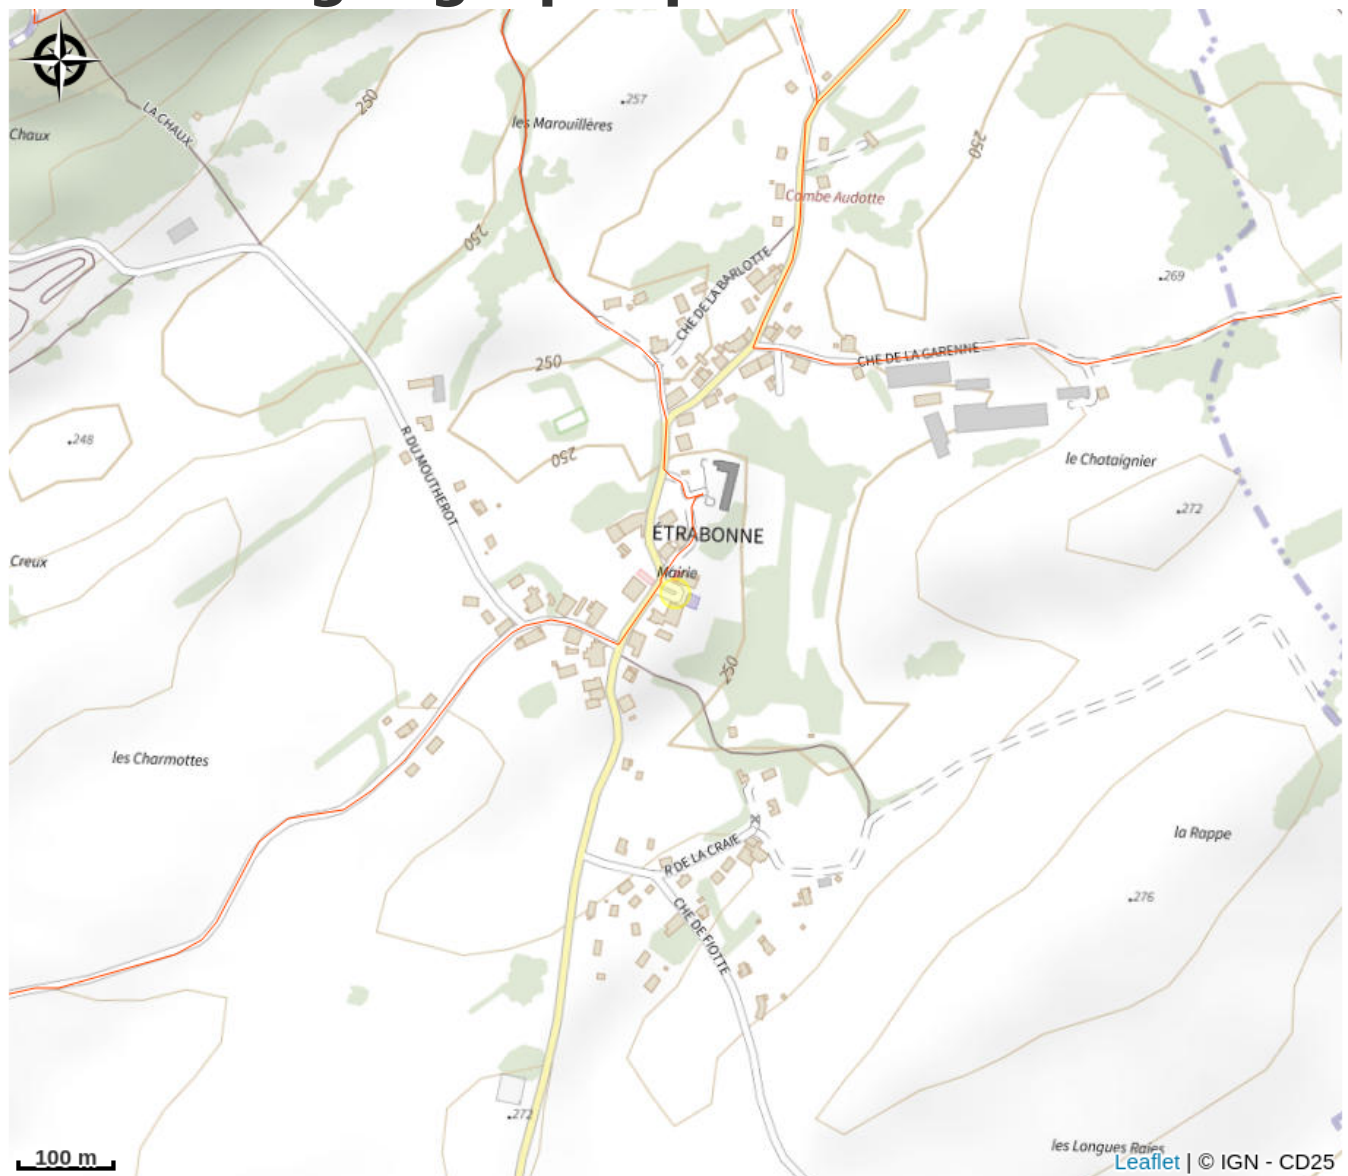 250
257
les Marouillères
LA CHAUX
Chaux
250
Combe Audotte
250
CHE DE LA BARLOTTE
269
250
CHE DE LA GARENNE
248
R DU MOUTHEROT
250
le Chataignier
272
ÉTRABONNE
Creux
Mairie
250
les Charmottes
la Rappe
R DE LA CRAIE
276
CHE DE FIOTTE
272
les Longues Raies
100 m
Leaflet | © IGN - CD25